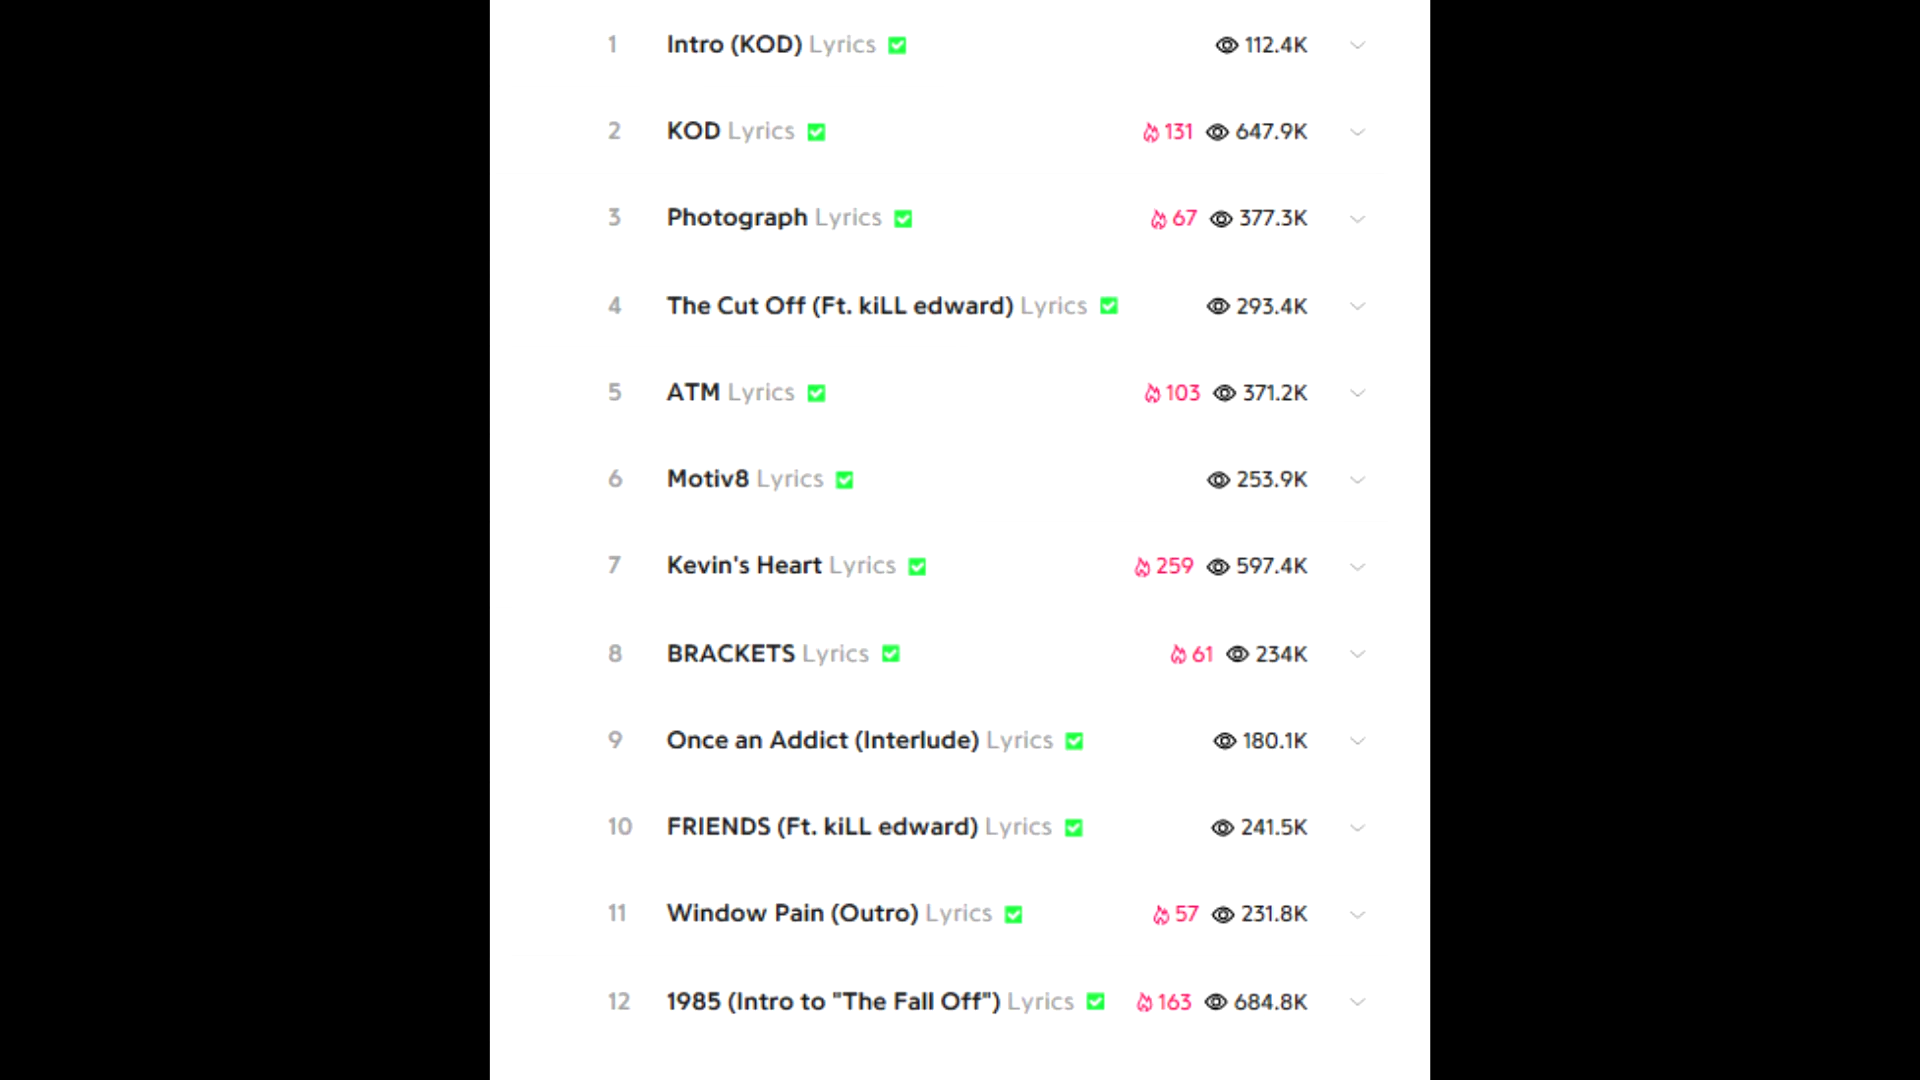 1 Intro (KOD) Lyrics 112.4K
2 KOD Lyrics 131 647.9K
3 Photograph Lyrics 67 377.3K
4 The Cut Off (Ft. kiLL edward) Lyrics 293.4K
5 ATM Lyrics 103 371.2K
6 Motiv8 Lyrics 253.9K
7 Kevin's Heart Lyrics 259 597.4K
8 BRACKETS Lyrics 61 234K
9 Once an Addict (Interlude) Lyrics 180.1K
10 FRIENDS (Ft. kiLL edward) Lyrics 241.5K
11 Window Pain (Outro) Lyrics 57 231.8K
12 1985 (Intro to "The Fall Off") Lyrics 163 684.8K